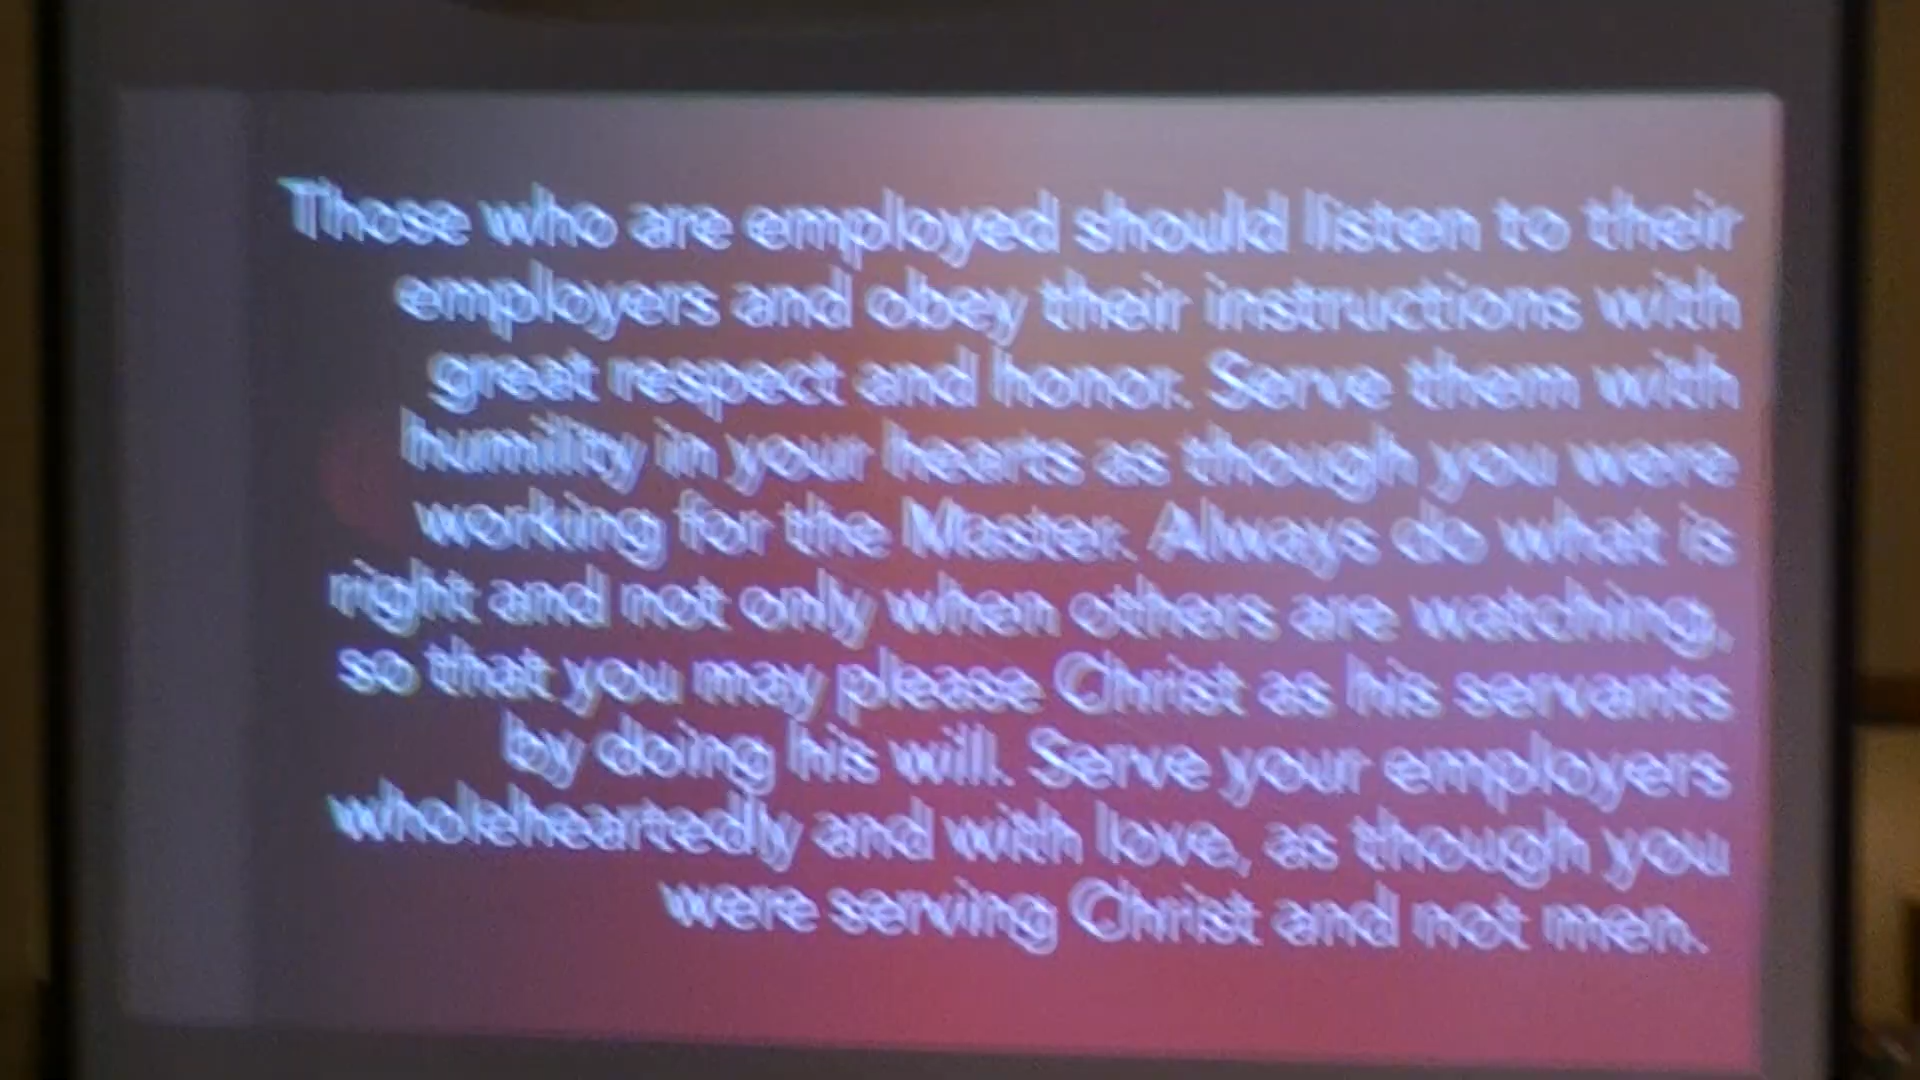 Those who are employed should listen to their
employers and obey their instructions with
great respect and honor. Serve them with
humility in your hearts as though you were
working for the Master. Always do what is
right and not only when others are watching,
so that you may please Christ as his servants
by doing his will. Serve your employers
wholeheartedly and with love, as though you
were serving Christ and not men.